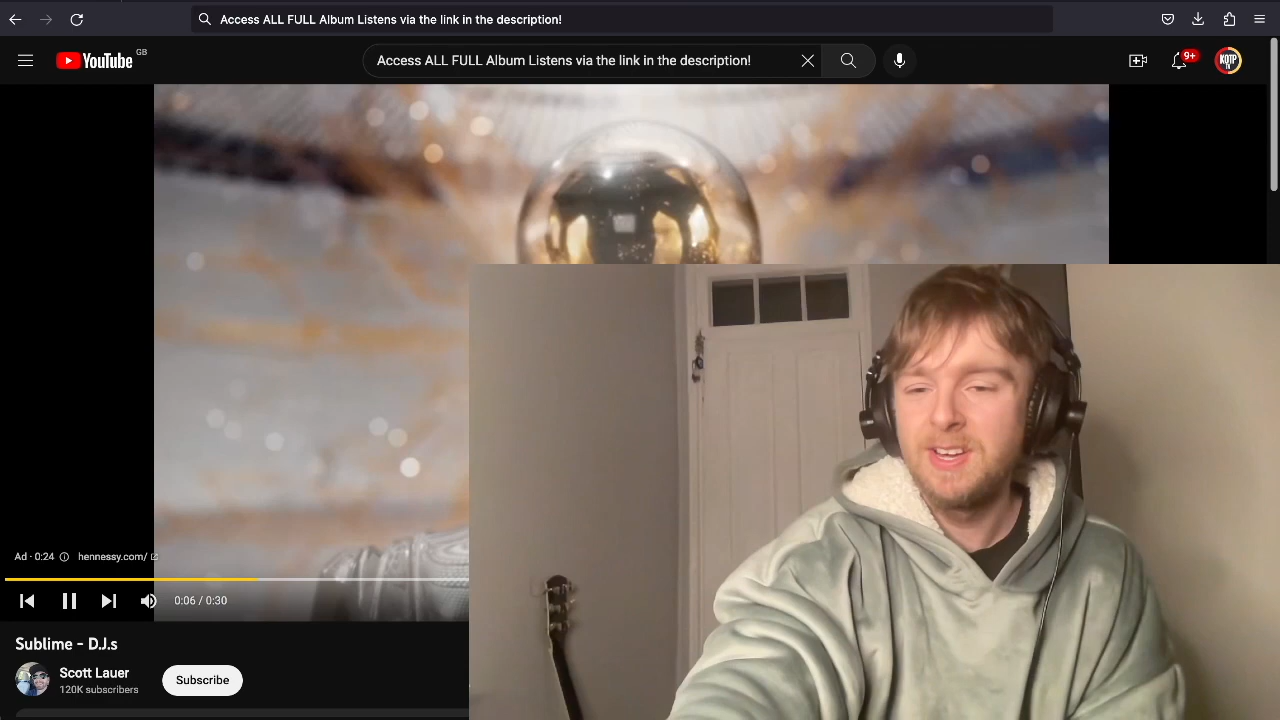 Access ALL FULL Album Listens via the link in the description!
YouTube GB
Access ALL FULL Album Listens via the link in the description!
9+
KOTP
TV
Ad · 0:24 hennessy.com/
0:06 / 0:30
Sublime - D.J.s
Scott Lauer
120K subscribers
Subscribe